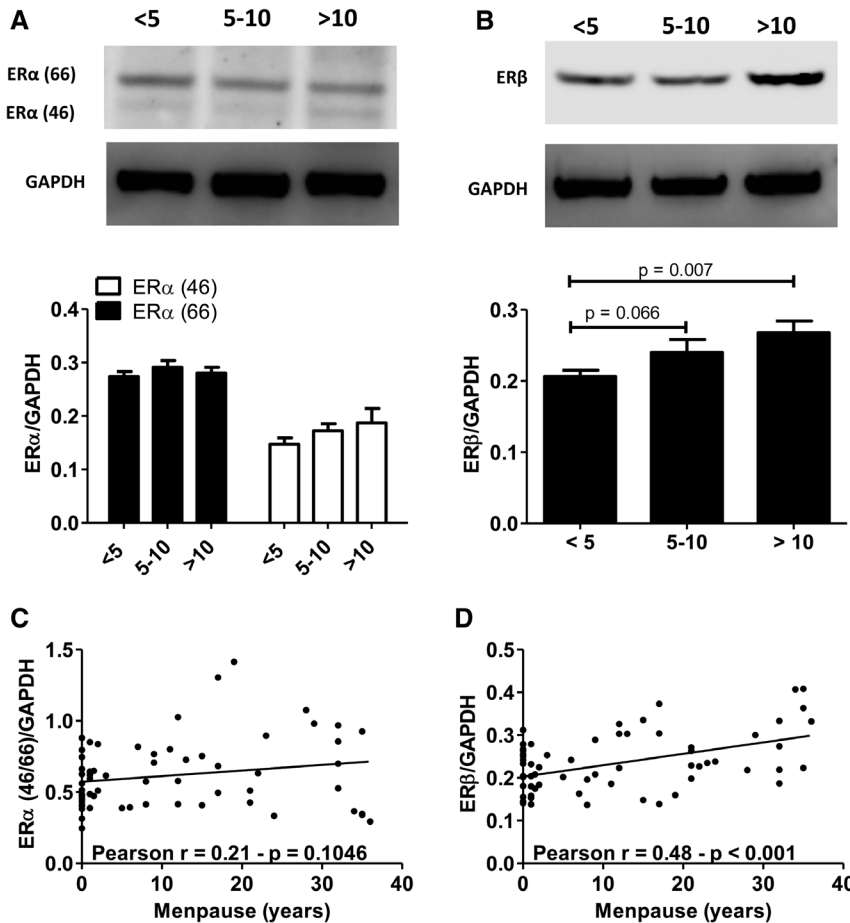 A
<5 5-10 >10
ERα (66)
ERα (46)
GAPDH
ERα (46)
ERα (66)
ERα/GAPDH
0.4
0.3
0.2
0.1
0.0
<5 5-10 >10 <5 5-10 >10
B
<5 5-10 >10
ERβ
GAPDH
p = 0.007
p = 0.066
ERβ/GAPDH
0.3
0.2
0.1
0.0
< 5 5-10 > 10
C
ERα (46/66)/GAPDH
1.5
1.0
0.5
0.0
Pearson r = 0.21 - p = 0.1046
0 10 20 30 40
Menpause (years)
D
ERβ/GAPDH
0.5
0.4
0.3
0.2
0.1
0.0
Pearson r = 0.48 - p < 0.001
0 10 20 30 40
Menpause (years)